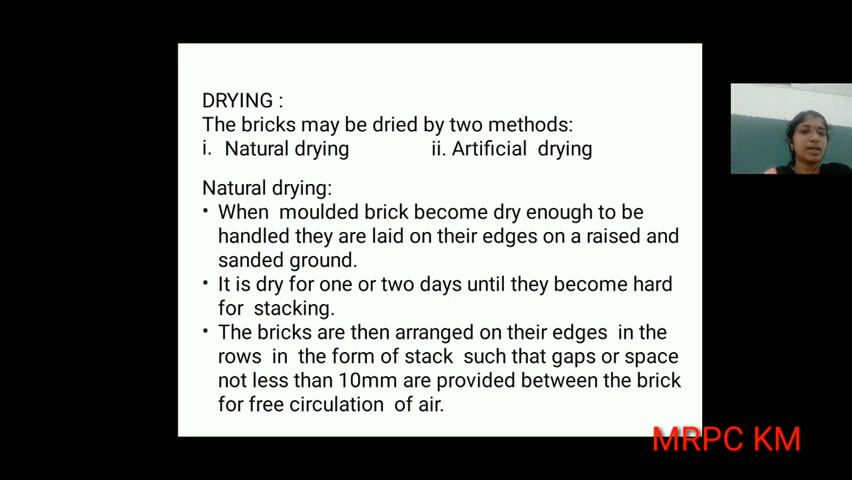 DRYING :
The bricks may be dried by two methods:
i. Natural drying ii. Artificial drying
Natural drying:
• When moulded brick become dry enough to be
handled they are laid on their edges on a raised and
sanded ground.
• It is dry for one or two days until they become hard
for stacking.
• The bricks are then arranged on their edges in the
rows in the form of stack such that gaps or space
not less than 10mm are provided between the brick
for free circulation of air.
MRPC KM